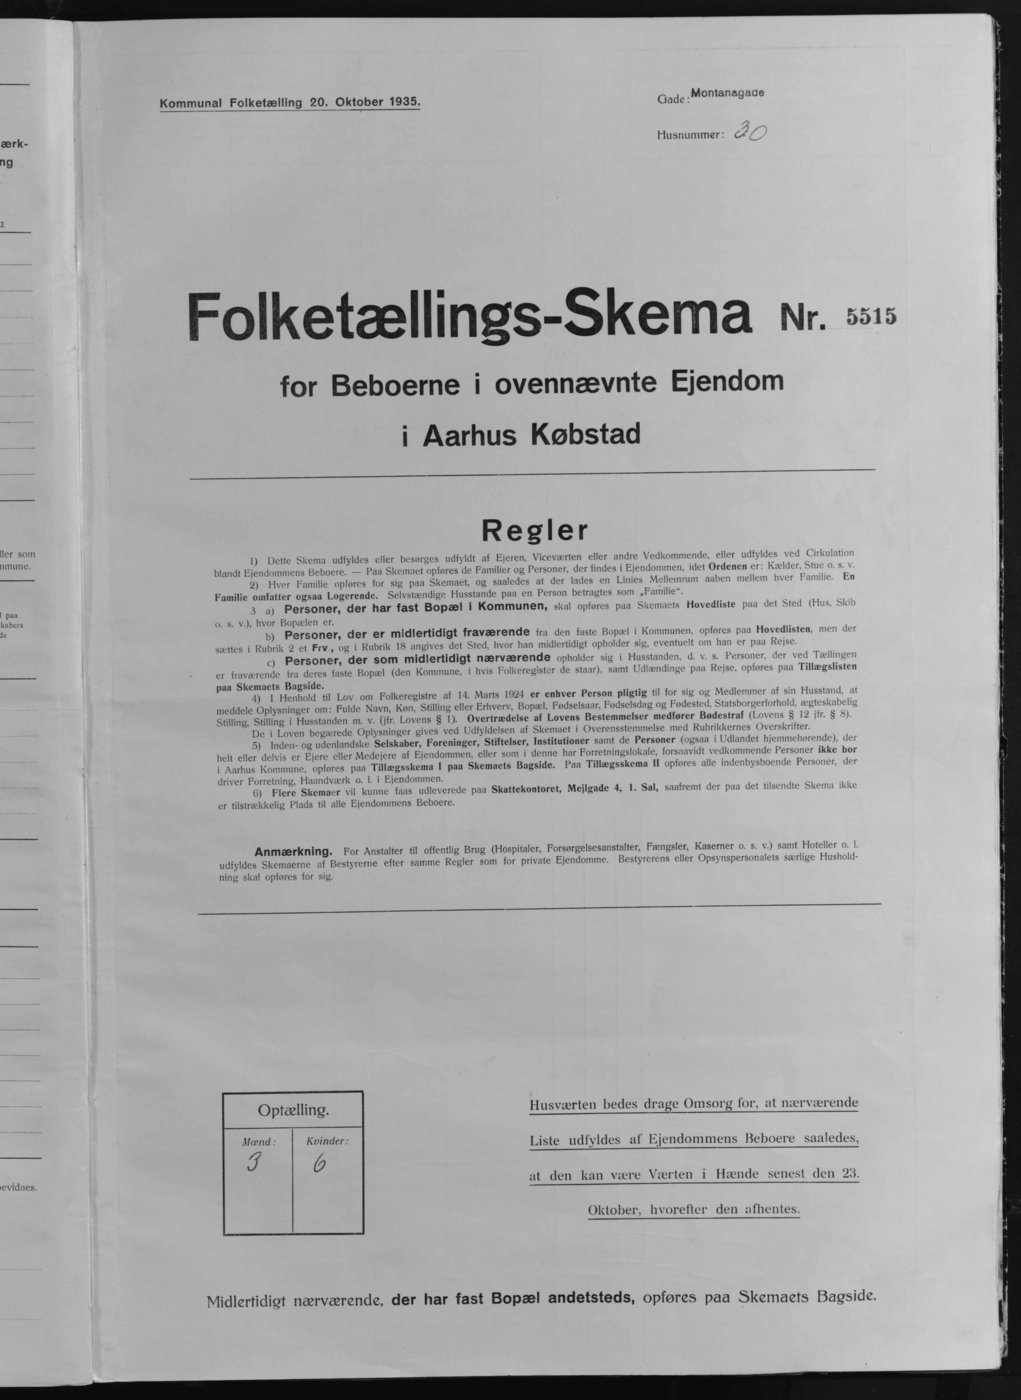 Kommunal Folketælling 20. Oktober 1935.
Gade: Montanagade
Husnummer: 30
Folketællings-Skema Nr. 5515
for Beboerne i ovennævnte Ejendom
i Aarhus Købstad
Regler
1) Dette Skema udfyldes eller besørges udfyldt af Ejeren, Viceværten eller andre Vedkommende, eller udfyldes ved Cirkulation
blandt Ejendommens Beboere. — Paa Skemaet opføres de Familier og Personer, der findes i Ejendommen, idet Ordenen er: Kælder, Stue o. s. v.
2) Hver Familie opføres for sig paa Skemaet, og saaledes at der lades en Linies Mellemrum aaben mellem hver Familie. En
Familie omfatter ogsaa Logerende. Selvstændige Husstande paa en Person betragtes som „Familie".
3 a) Personer, der har fast Bopæl i Kommunen, skal opføres paa Skemaets Hovedliste paa det Sted (Hus, Skib
o. s. v.), hvor Bopælen er.
b) Personer, der er midlertidigt fraværende fra den faste Bopæl i Kommunen, opføres paa Hovedlisten, men der
sættes i Rubrik 2 et Frv, og i Rubrik 18 angives det Sted, hvor han midlertidigt opholder sig, eventuelt om han er paa Rejse.
c) Personer, der som midlertidigt nærværende opholder sig i Husstanden, d. v. s. Personer, der ved Tællingen
er fraværende fra deres faste Bopæl (den Kommune, i hvis Folkeregister de staar), samt Udlændinge paa Rejse, opføres paa Tillægslisten
paa Skemaets Bagside.
4) I Henhold til Lov om Folkeregistre af 14. Marts 1924 er enhver Person pligtig til for sig og Medlemmer af sin Husstand, at
meddele Oplysninger om: Fulde Navn, Køn, Stilling eller Erhverv, Bopæl, Fødselsaar, Fødselsdag og Fødested, Statsborgerforhold, ægteskabelig
Stilling, Stilling i Husstanden m. v. (jfr. Lovens § 1). Overtrædelse af Lovens Bestemmelser medfører Bødestraf (Lovens § 12 jfr. § 8).
De i Loven begærede Oplysninger gives ved Udfyldelsen af Skemaet i Overensstemmelse med Rubrikkernes Overskrifter.
5) Inden- og udenlandske Selskaber, Foreninger, Stiftelser, Institutioner samt de Personer (ogsaa i Udlandet hjemmehørende), der
helt eller delvis er Ejere eller Medejere af Ejendommen, eller som i denne har Forretningslokale, forsaavidt vedkommende Personer ikke bor
i Aarhus Kommune, opføres paa Tillægsskema I paa Skemaets Bagside. Paa Tillægsskema II opføres alle indenbysboende Personer, der
driver Forretning, Haandværk o. l. i Ejendommen.
6) Flere Skemaer vil kunne faas udleverede paa Skattekontoret, Mejlgade 4, 1. Sal, saafremt der paa det tilsendte Skema ikke
er tilstrækkelig Plads til alle Ejendommens Beboere.
Anmærkning. For Anstalter til offentlig Brug (Hospitaler, Forsørgelsesanstalter, Fængsler, Kaserner o. s. v.) samt Hoteller o. l.
udfyldes Skemaerne af Bestyrerne efter samme Regler som for private Ejendomme. Bestyrerens eller Opsynspersonalets særlige Hushold-
ning skal opføres for sig.
Optælling.
Mænd: Kvinder:
3 6
Husværten bedes drage Omsorg for, at nærværende
Liste udfyldes af Ejendommens Beboere saaledes,
at den kan være Værten i Hænde senest den 23.
Oktober, hvorefter den afhentes.
Midlertidigt nærværende, der har fast Bopæl andetsteds, opføres paa Skemaets Bagside.
ærk-
ng
2
ller som
mmune.
l paa
kabers
de
evidnes.